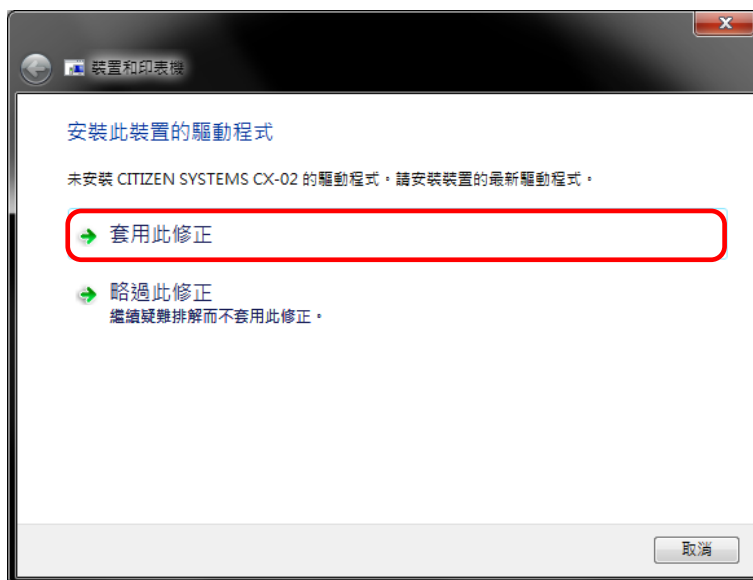 裝置和印表機
安裝此裝置的驅動程式
未安裝 CITIZEN SYSTEMS CX-02 的驅動程式。請安裝裝置的最新驅動程式。
套用此修正
略過此修正
繼續疑難排解而不套用此修正。
取消